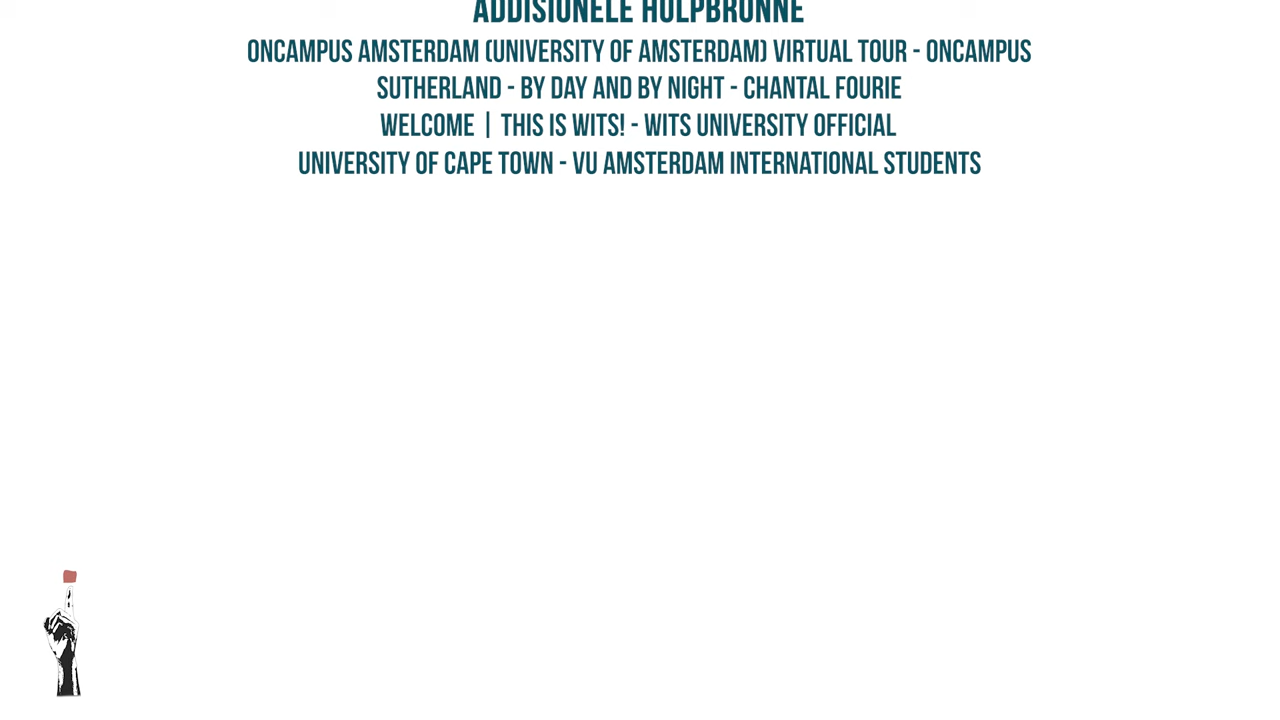 ADDISIONELE HULPBRONNE
ONCAMPUS AMSTERDAM (UNIVERSITY OF AMSTERDAM) VIRTUAL TOUR - ONCAMPUS
SUTHERLAND - BY DAY AND BY NIGHT - CHANTAL FOURIE
WELCOME | THIS IS WITS! - WITS UNIVERSITY OFFICIAL
UNIVERSITY OF CAPE TOWN - VU AMSTERDAM INTERNATIONAL STUDENTS